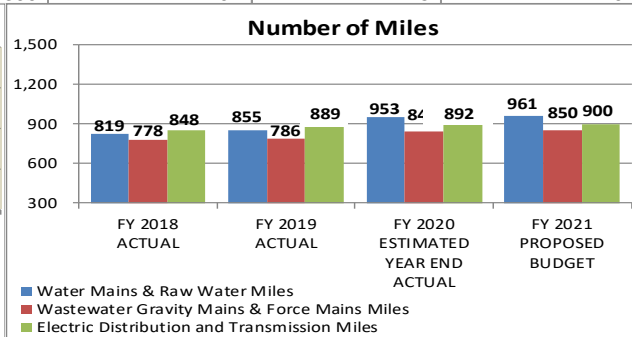 Number of Miles
1,500
1,200
900
600
300
819 778 848
855 786 889
953 892
961 850 900
FY 2018 ACTUAL
FY 2019 ACTUAL
FY 2020 ESTIMATED YEAR END ACTUAL
FY 2021 PROPOSED BUDGET
Water Mains & Raw Water Miles
Wastewater Gravity Mains & Force Mains Miles
Electric Distribution and Transmission Miles